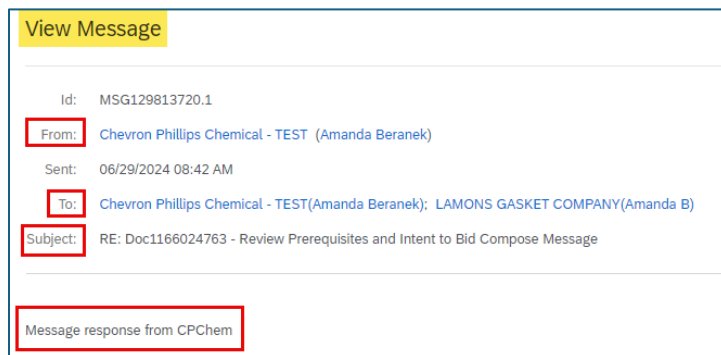 View Message
Id: MSG129813720.1
From: Chevron Phillips Chemical - TEST (Amanda Beranek)
Sent: 06/29/2024 08:42 AM
To: Chevron Phillips Chemical - TEST(Amanda Beranek); LAMONS GASKET COMPANY(Amanda B)
Subject: RE: Doc1166024763 - Review Prerequisites and Intent to Bid Compose Message
Message response from CPChem